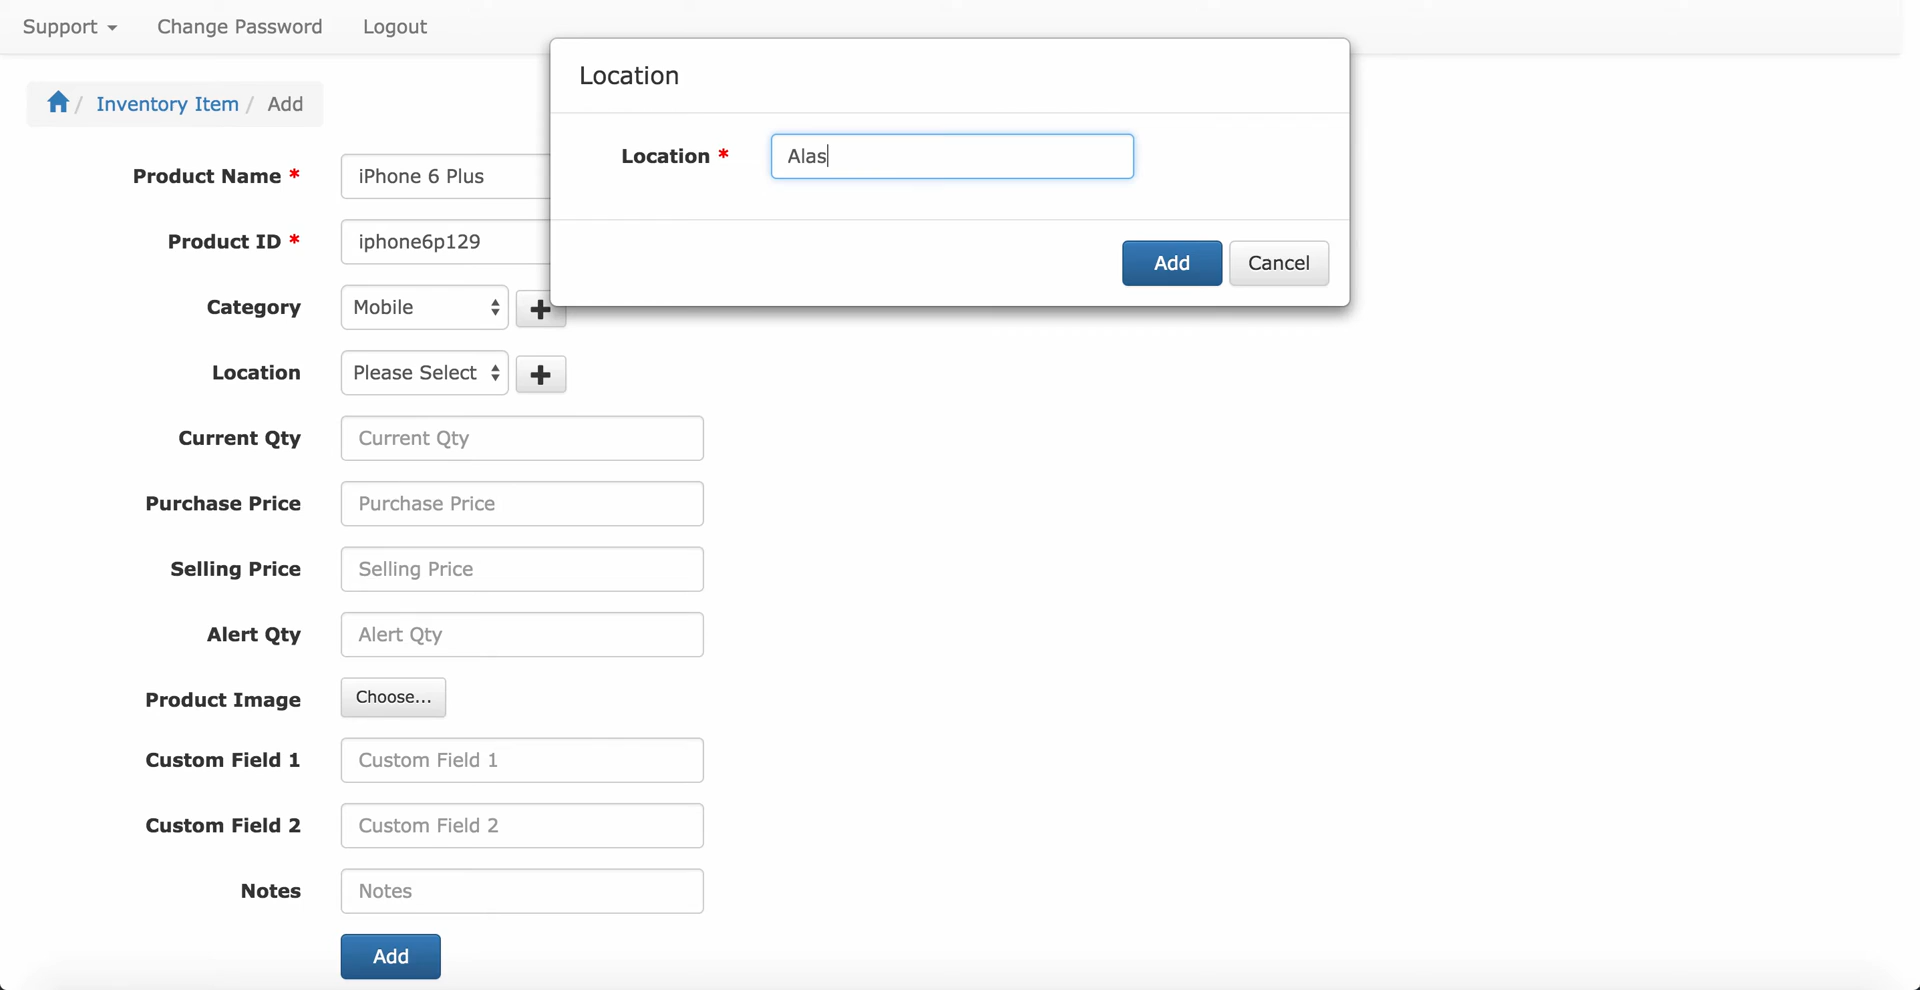 Support Change Password Logout
Location
Location *
Alas
Add Cancel
/ Inventory Item / Add
Product Name * iPhone 6 Plus
Product ID * iphone6p129
Category Mobile
Location Please Select
Current Qty Current Qty
Purchase Price Purchase Price
Selling Price Selling Price
Alert Qty Alert Qty
Product Image Choose...
Custom Field 1 Custom Field 1
Custom Field 2 Custom Field 2
Notes Notes
Add